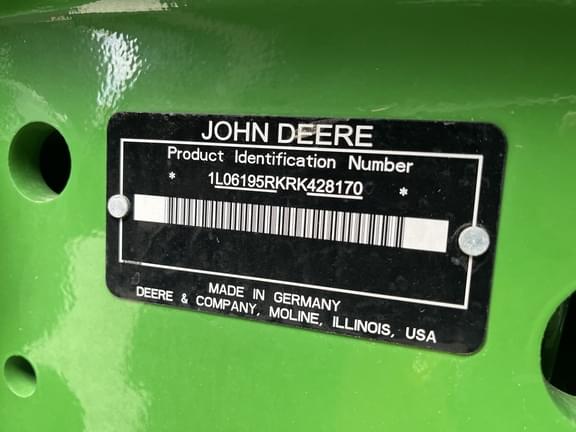 JOHN DEERE
Product Identification Number
* 1L06195RKRK428170 *
MADE IN GERMANY
DEERE & COMPANY, MOLINE, ILLINOIS, USA